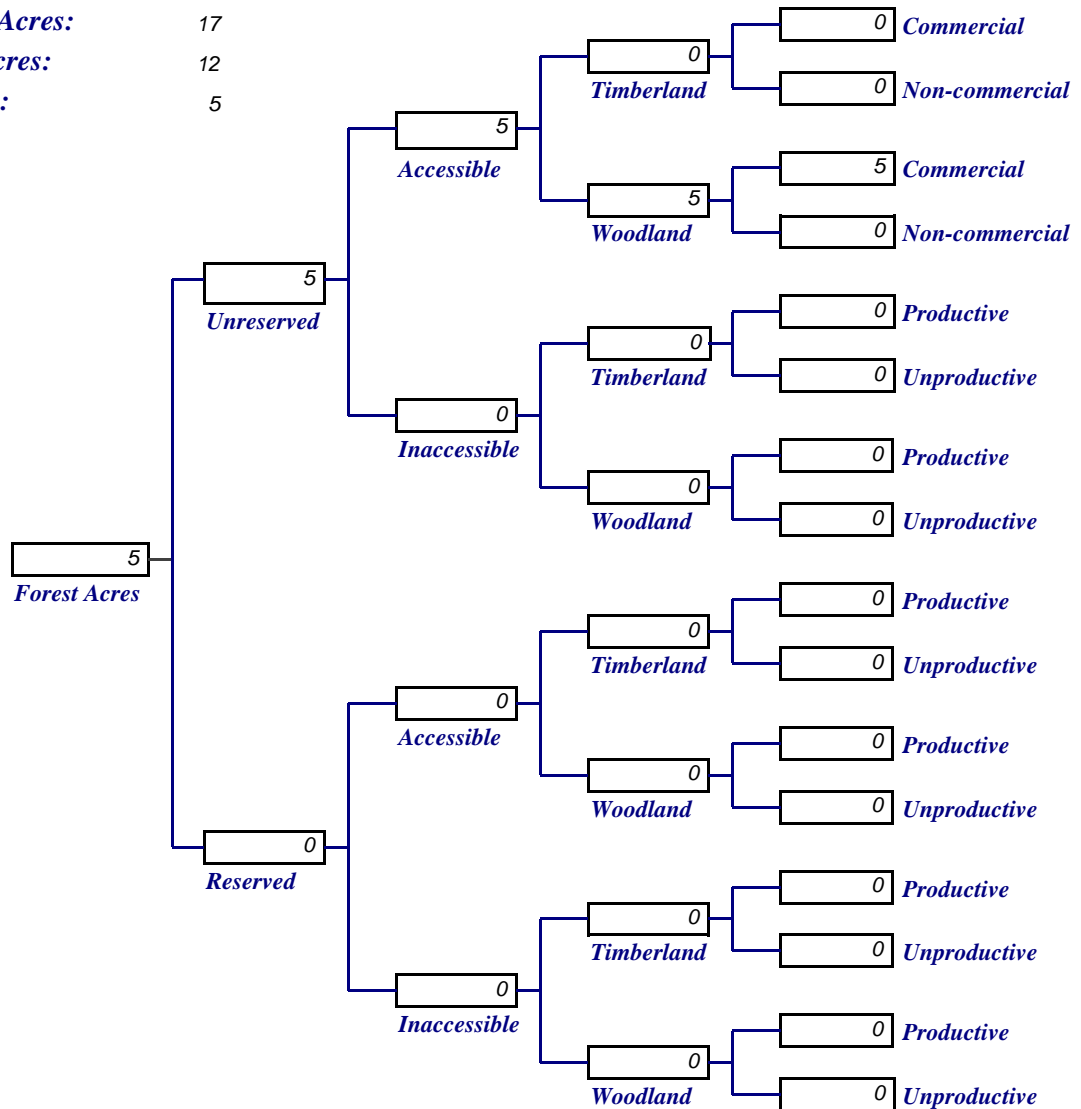 Acres: 17
cres: 12
: 5
0 Commercial
0
Timberland
0 Non-commercial
5
Accessible
5 Commercial
5
Woodland
0 Non-commercial
5
Unreserved
0 Productive
0
Timberland
0 Unproductive
0
Inaccessible
0 Productive
0
Woodland
0 Unproductive
5
Forest Acres
0 Productive
0
Timberland
0 Unproductive
0
Accessible
0 Productive
0
Woodland
0 Unproductive
0
Reserved
0 Productive
0
Timberland
0 Unproductive
0
Inaccessible
0 Productive
0
Woodland
0 Unproductive